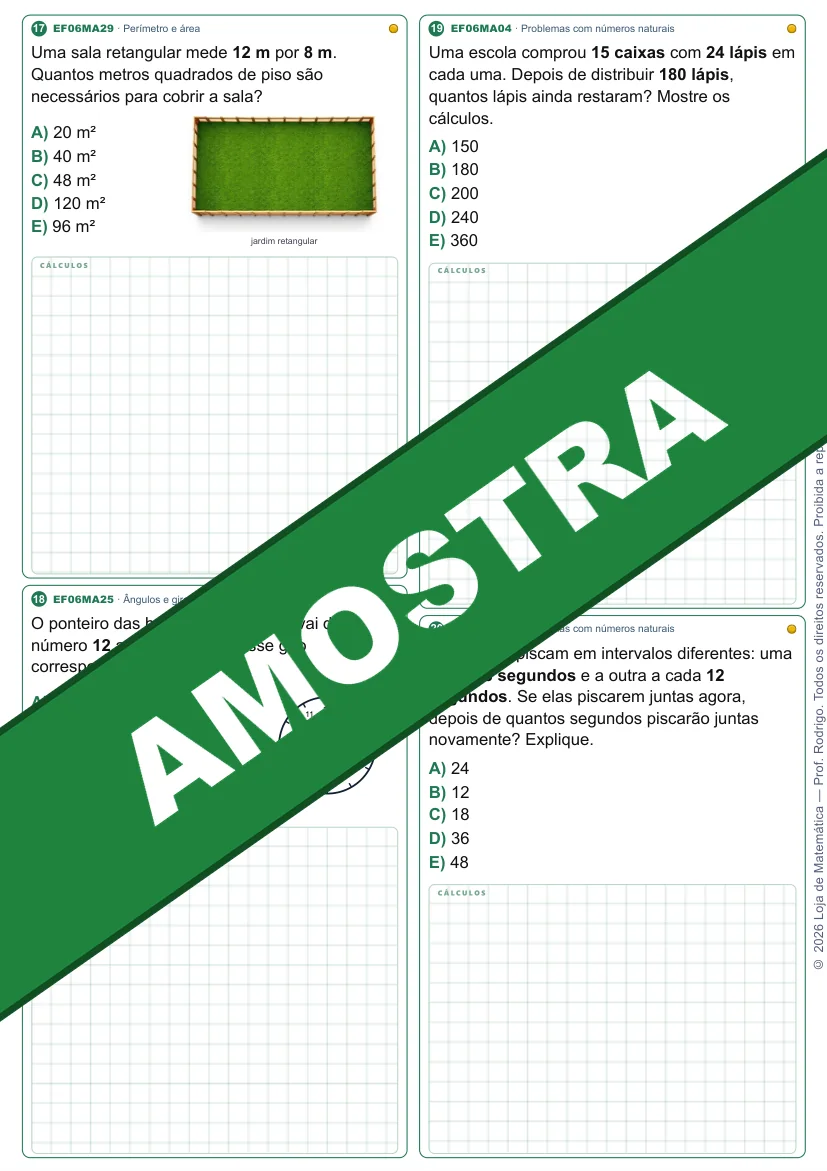 17 EF06MA29 · Perímetro e área
Uma sala retangular mede 12 m por 8 m.
Quantos metros quadrados de piso são
necessários para cobrir a sala?
A) 20 m²
B) 40 m²
C) 48 m²
D) 120 m²
E) 96 m²
jardim retangular
CÁLCULOS
18 EF06MA25 · Ângulos e
O ponteiro das
número 12
19 EF06MA04 · Problemas com números naturais
Uma escola comprou 15 caixas com 24 lápis em
cada uma. Depois de distribuir 180 lápis,
quantos lápis ainda restaram? Mostre os
cálculos.
A) 150
B) 180
C) 200
D) 240
E) 360
CÁLCULOS
com números naturais
piscam em intervalos diferentes: uma
segundos e a outra a cada 12
segundos. Se elas piscarem juntas agora,
depois de quantos segundos piscarão juntas
novamente? Explique.
A) 24
B) 12
C) 18
D) 36
E) 48
CÁLCULOS
AMOSTRA
© 2026 Loja de Matemática — Prof. Rodrigo. Todos os direitos reservados. Proibida a